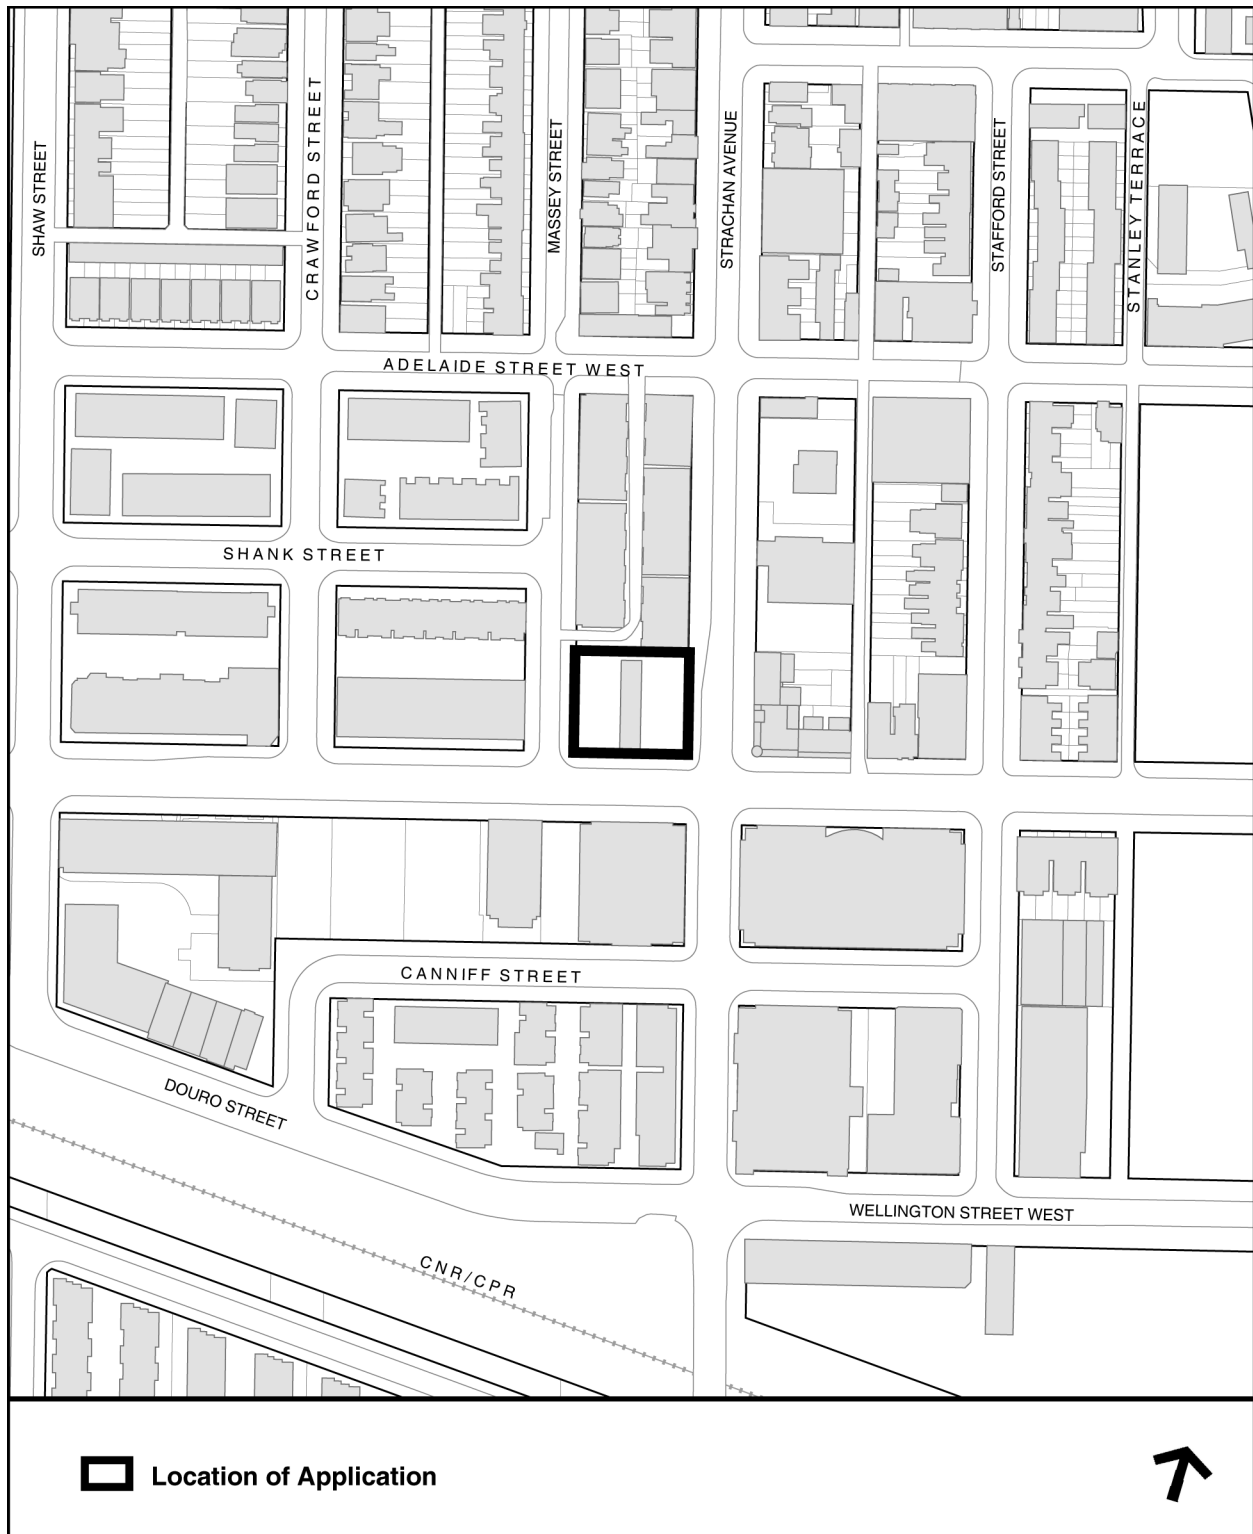 SHAW STREET
CRAWFORD STREET
MASSEY STREET
STRACHAN AVENUE
STAFFORD STREET
STANLEY TERRACE
ADELAIDE STREET WEST
SHANK STREET
CANNIFF STREET
DOURO STREET
WELLINGTON STREET WEST
CNR/CPR
Location of Application